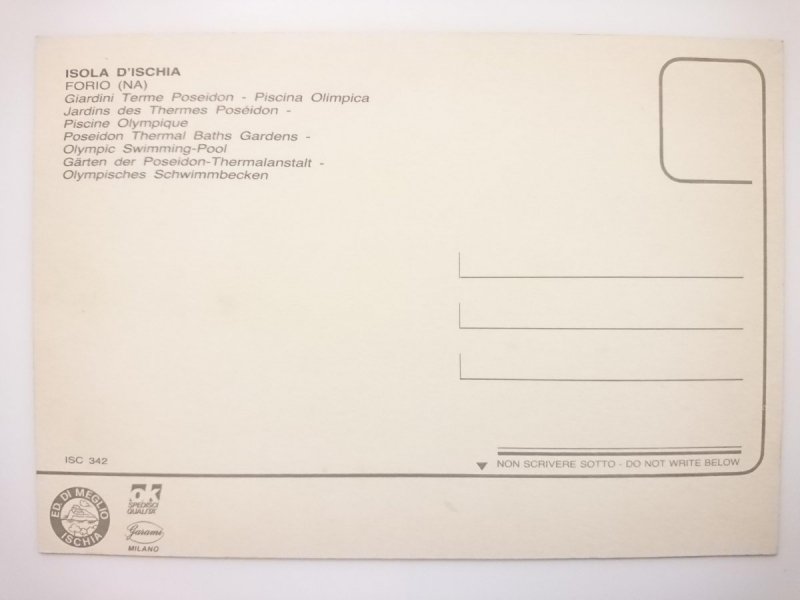 ISOLA D'ISCHIA
FORIO (NA)
Giardini Terme Poseidon - Piscina Olimpica
Jardins des Thermes Poséidon -
Piscine Olympique
Poseidon Thermal Baths Gardens -
Olympic Swimming-Pool
Gärten der Poseidon-Thermalanstalt -
Olympisches Schwimmbecken
ISC 342
NON SCRIVERE SOTTO - DO NOT WRITE BELOW
ED. DI MEGLIO
ISCHIA
ok
SPEDISCI
QUALITA'
Garami
MILANO